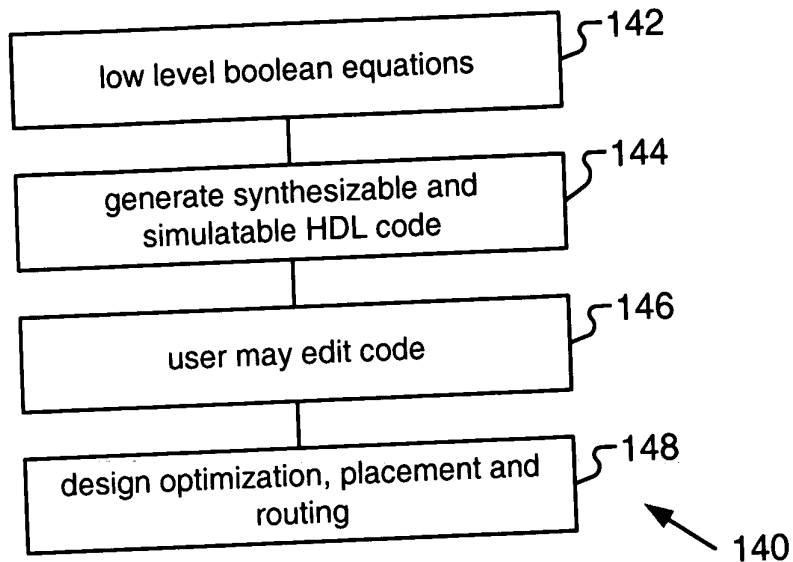 142
low level boolean equations
144
generate synthesizable and
simulatable HDL code
146
user may edit code
148
design optimization, placement and
routing
140